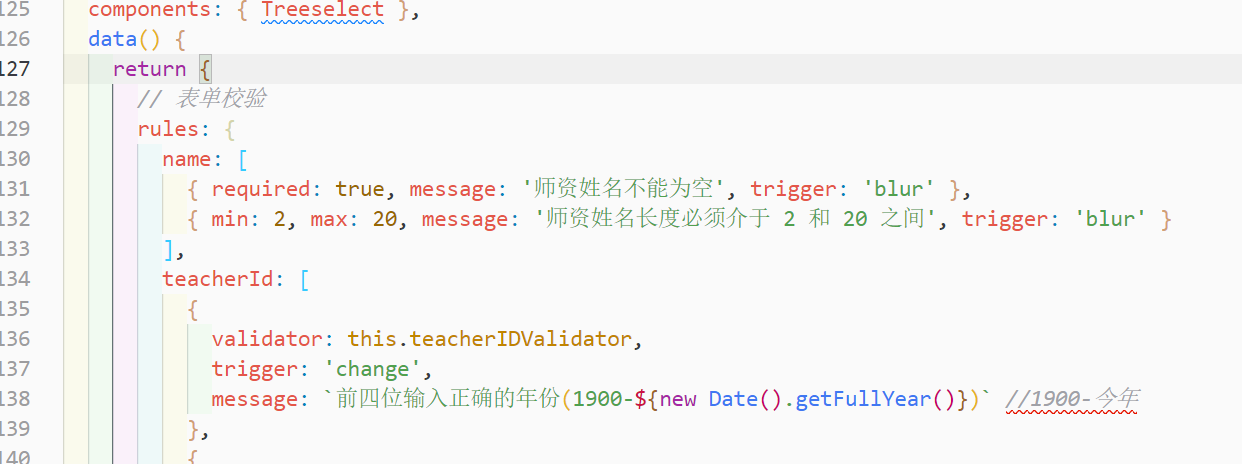 125 components: { Treeselect },
126 data() {
127 return {
128 // 表单校验
129 rules: {
130 name: [
131 { required: true, message: '师资姓名不能为空', trigger: 'blur' },
132 { min: 2, max: 20, message: '师资姓名长度必须介于 2 和 20 之间', trigger: 'blur' }
133 ],
134 teacherId: [
135 {
136 validator: this.teacherIDValidator,
137 trigger: 'change',
138 message: `前四位输入正确的年份(1900-${new Date().getFullYear()})` //1900-今年
139 },
140 {